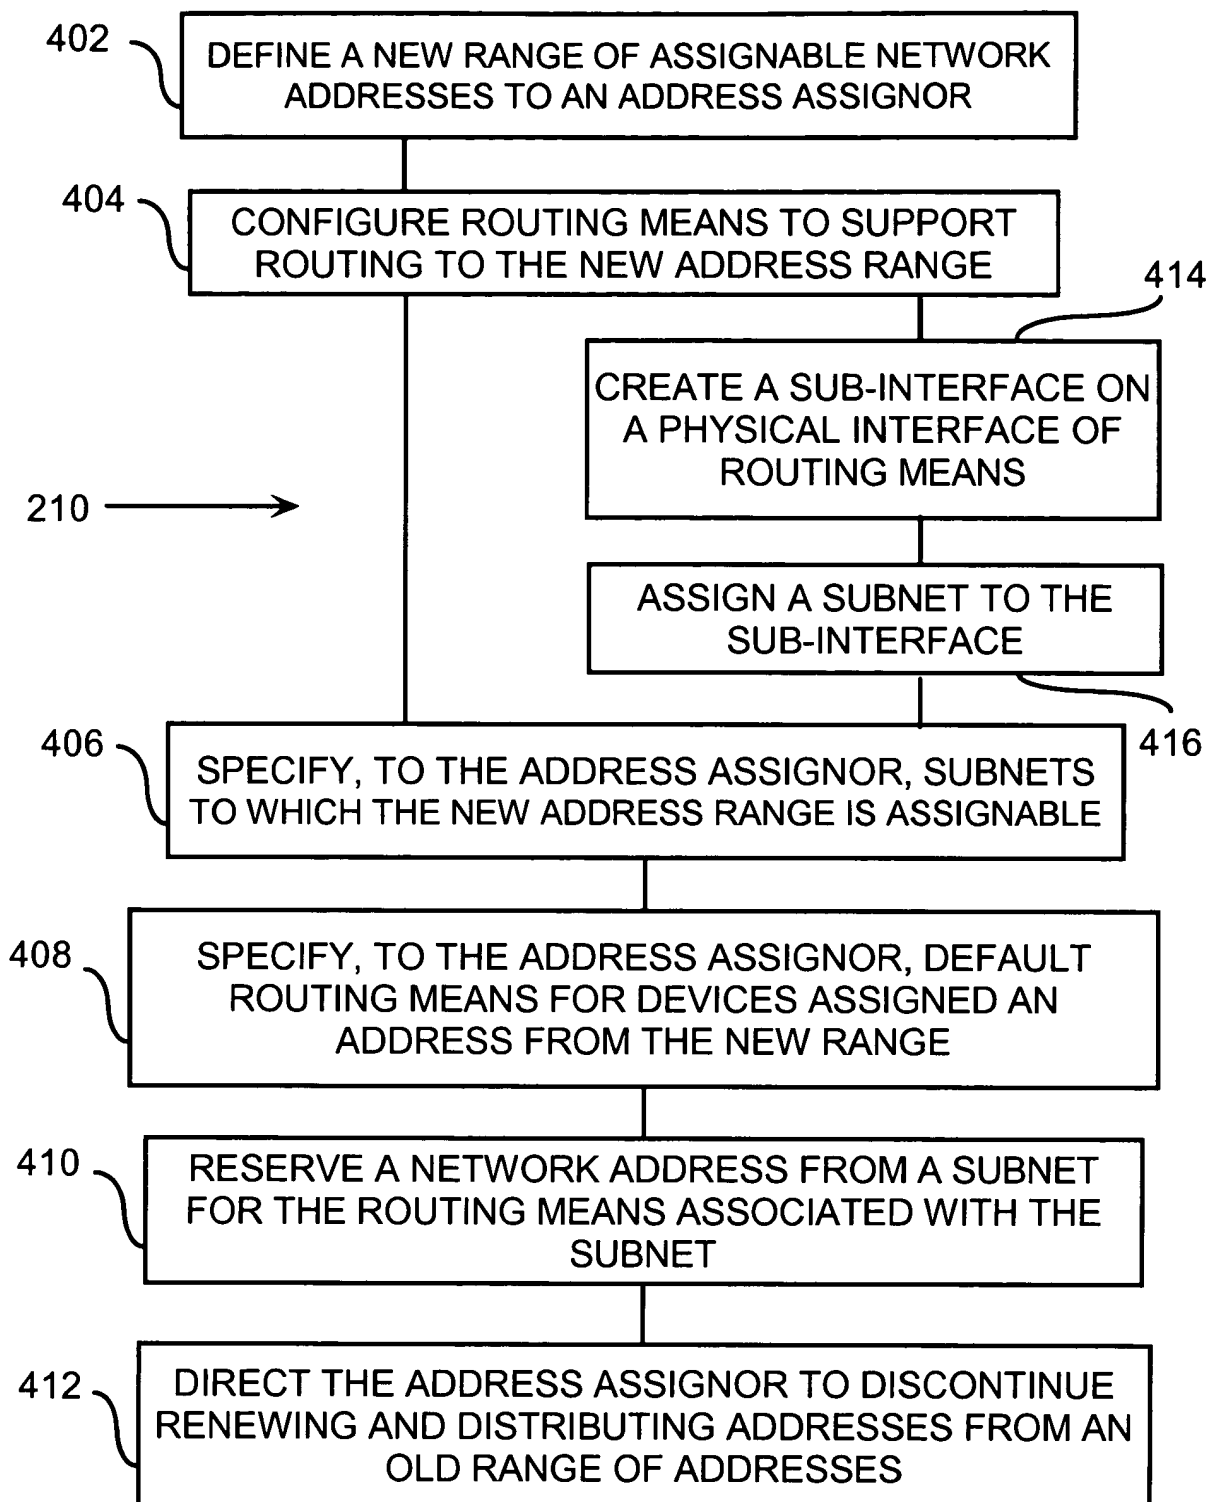 402
DEFINE A NEW RANGE OF ASSIGNABLE NETWORK
ADDRESSES TO AN ADDRESS ASSIGNOR
404
CONFIGURE ROUTING MEANS TO SUPPORT
ROUTING TO THE NEW ADDRESS RANGE
414
CREATE A SUB-INTERFACE ON
A PHYSICAL INTERFACE OF
ROUTING MEANS
210
ASSIGN A SUBNET TO THE
SUB-INTERFACE
416
406
SPECIFY, TO THE ADDRESS ASSIGNOR, SUBNETS
TO WHICH THE NEW ADDRESS RANGE IS ASSIGNABLE
408
SPECIFY, TO THE ADDRESS ASSIGNOR, DEFAULT
ROUTING MEANS FOR DEVICES ASSIGNED AN
ADDRESS FROM THE NEW RANGE
410
RESERVE A NETWORK ADDRESS FROM A SUBNET
FOR THE ROUTING MEANS ASSOCIATED WITH THE
SUBNET
412
DIRECT THE ADDRESS ASSIGNOR TO DISCONTINUE
RENEWING AND DISTRIBUTING ADDRESSES FROM AN
OLD RANGE OF ADDRESSES